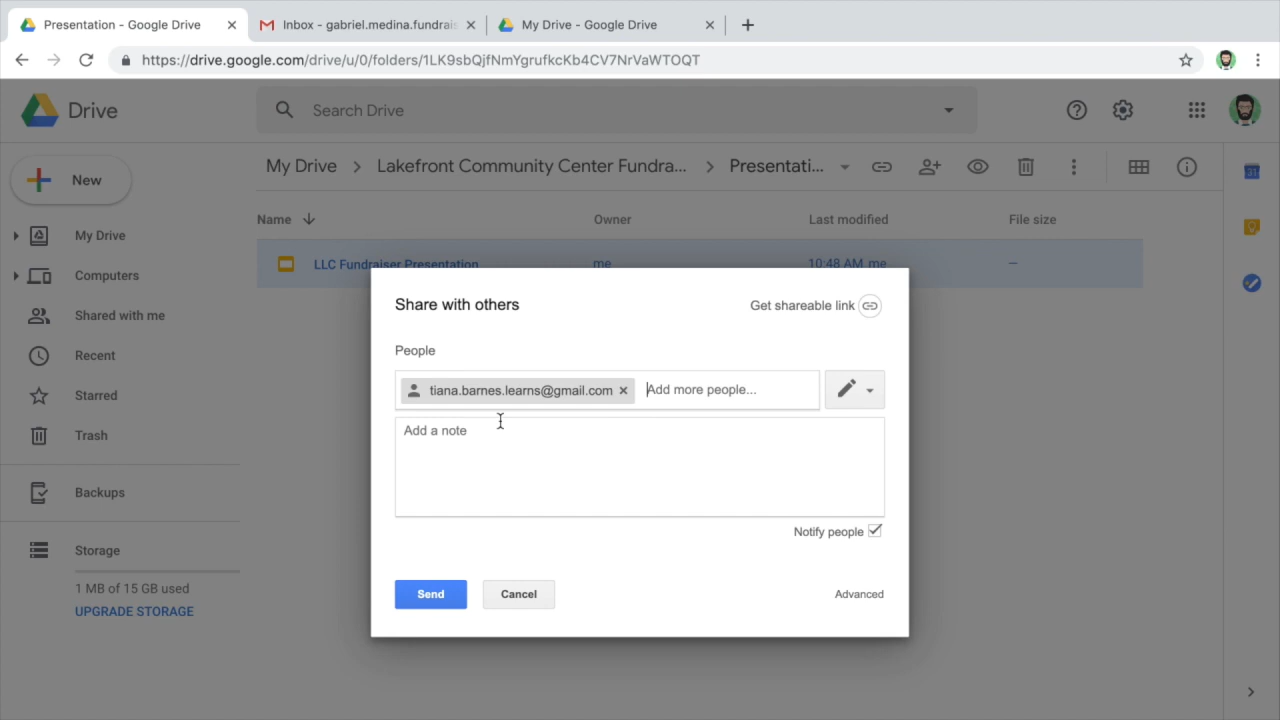 Presentation - Google Drive
Inbox - gabriel.medina.fundrais
My Drive - Google Drive
https://drive.google.com/drive/u/0/folders/1LK9sbQjfNmYgrufkcKb4CV7NrVaWTOQT
Drive
Search Drive
New
My Drive
Computers
Shared with me
Recent
Starred
Trash
Backups
Storage
1 MB of 15 GB used
UPGRADE STORAGE
My Drive > Lakefront Community Center Fundra... > Presentati...
Name Owner Last modified File size
LLC Fundraiser Presentation me 10:48 AM me —
31
Share with others
Get shareable link
People
tiana.barnes.learns@gmail.com Add more people...
Add a note
Notify people
Send Cancel Advanced